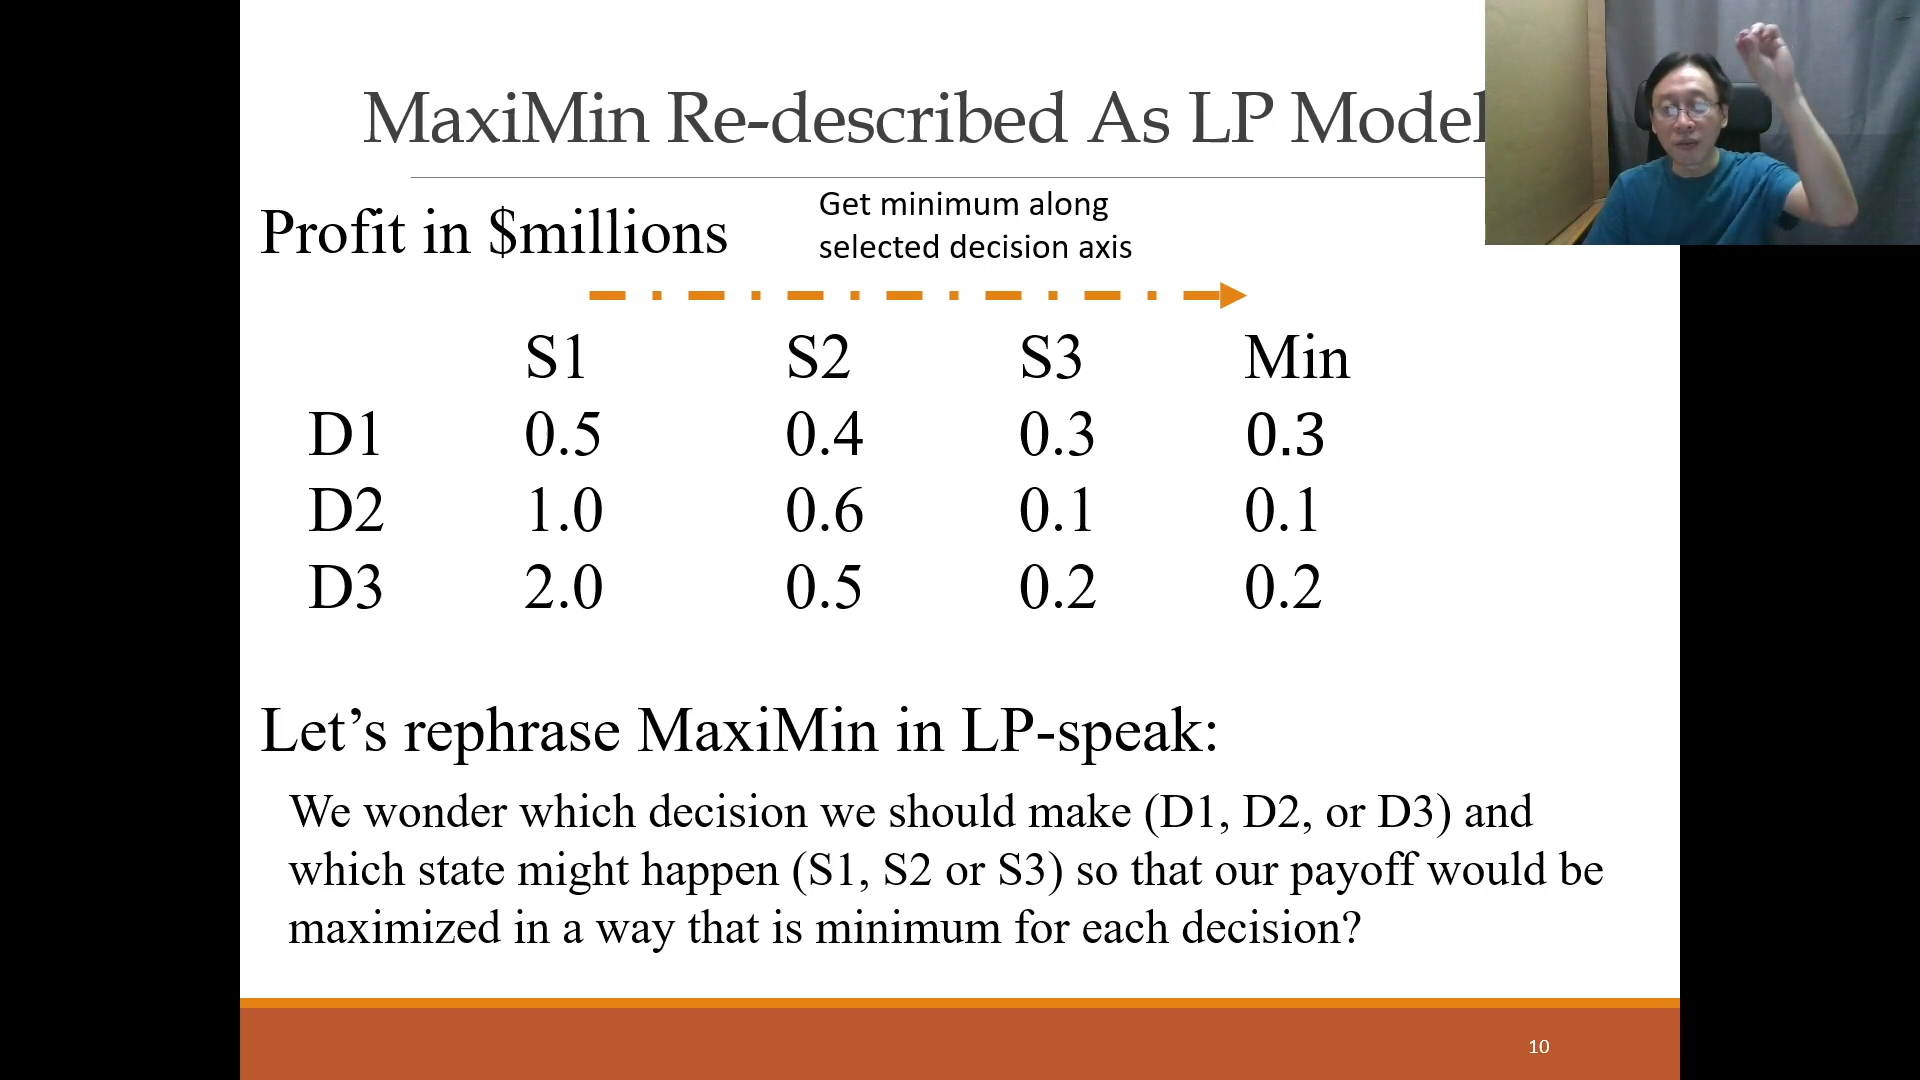 MaxiMin Re-described As LP Model
Profit in $millions
Get minimum along
selected decision axis
S1 S2 S3 Min
D1 0.5 0.4 0.3 0.3
D2 1.0 0.6 0.1 0.1
D3 2.0 0.5 0.2 0.2
Let’s rephrase MaxiMin in LP-speak:
We wonder which decision we should make (D1, D2, or D3) and
which state might happen (S1, S2 or S3) so that our payoff would be
maximized in a way that is minimum for each decision?
10